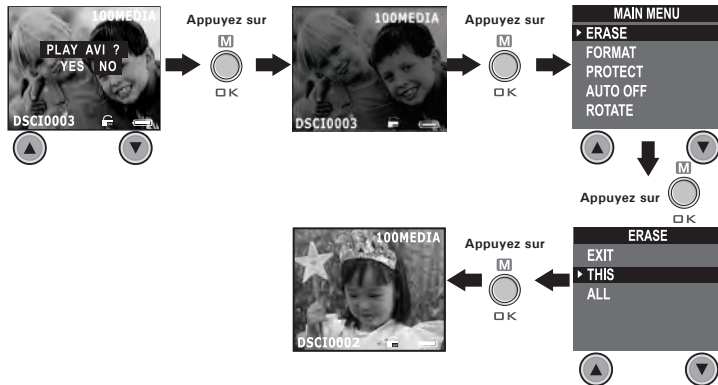 100MEDIA
PLAY AVI ?
YES NO
DSCI0003
Appuyez sur
M
OK
100MEDIA
DSCI0003
Appuyez sur
M
OK
MAIN MENU
ERASE
FORMAT
PROTECT
AUTO OFF
ROTATE
Appuyez sur
M
OK
ERASE
EXIT
THIS
ALL
Appuyez sur
M
OK
100MEDIA
DSCI0002